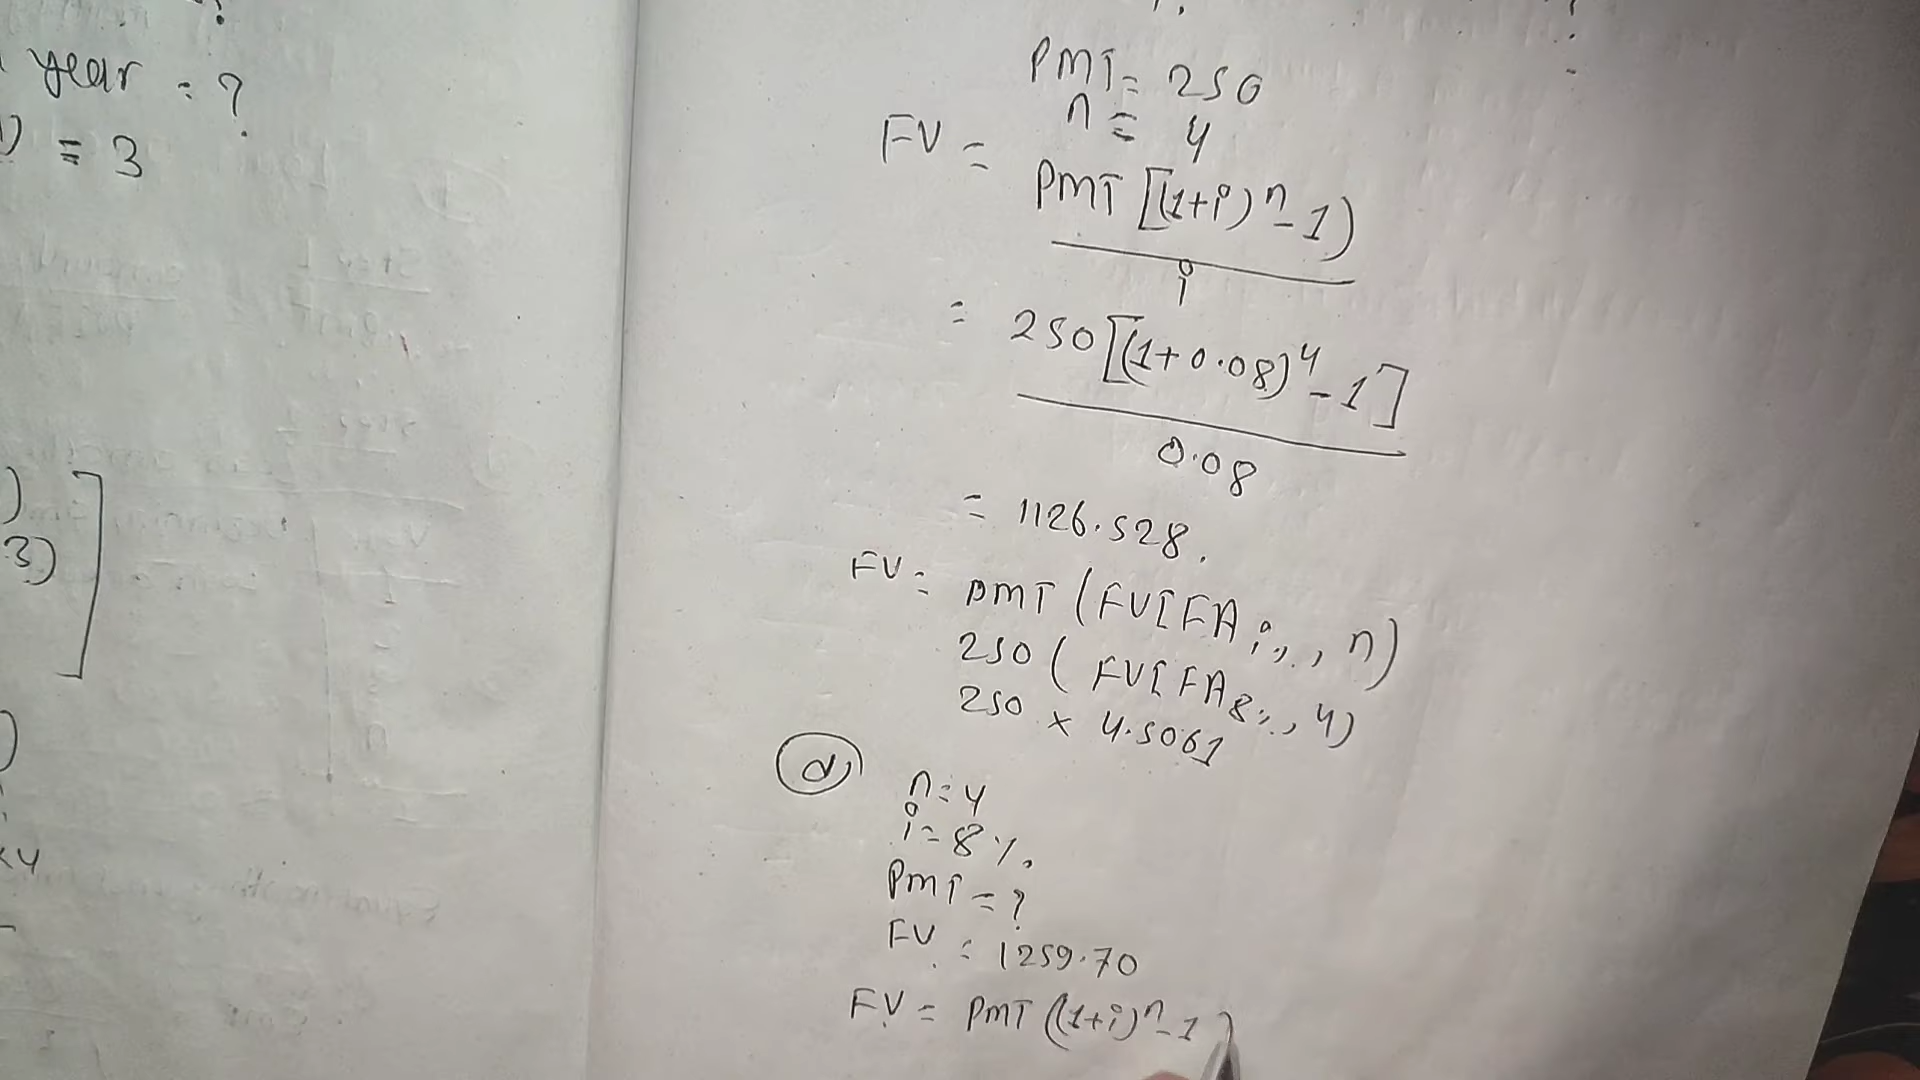 year = ?
= 3
3)
PMT = 250
n = 4
FV = PMT [(1+i)^n - 1)
i
= 250 [(1+0.08)^4 - 1]
0.08
= 1126.528.
FV = PMT (FVIFA i%, n)
250 ( FVIFA 8%, 4)
250 × 4.5061
(d)
n = 4
i = 8%.
PMT = ?
FV = 1259.70
FV = PMT ((1+i)^n - 1)